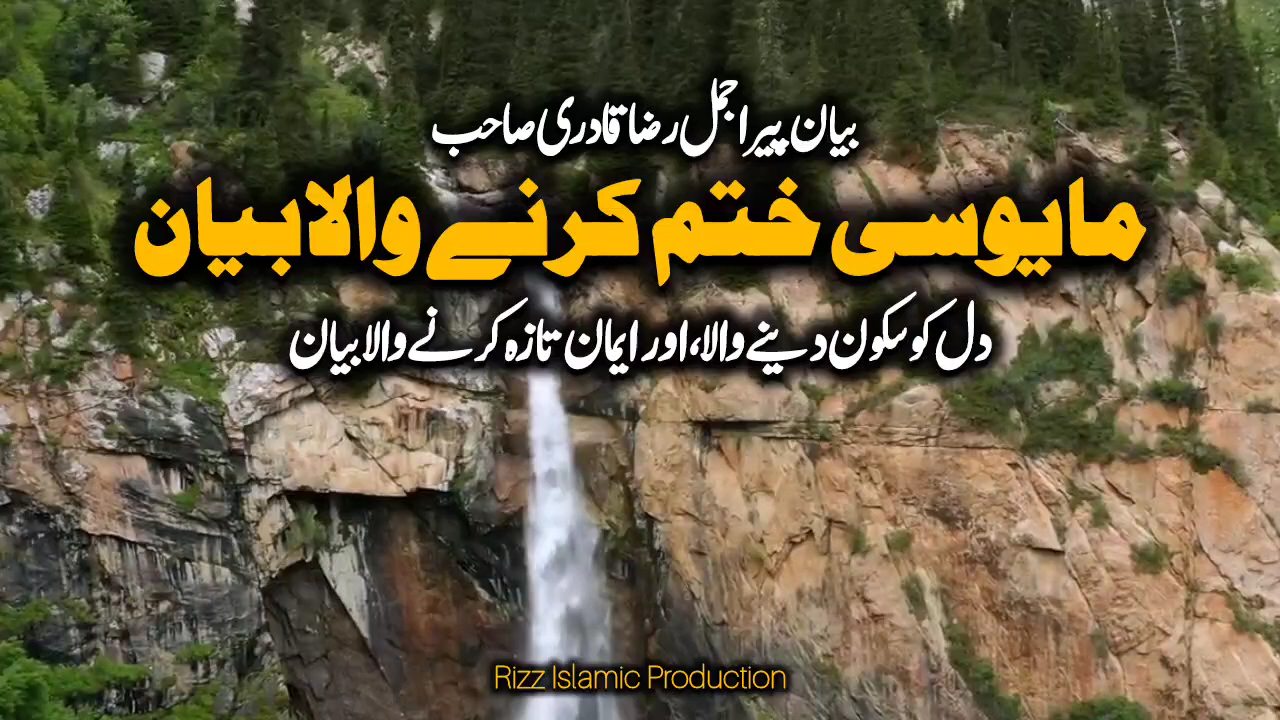 بیان پیر اجمل رضا قادری صاحب
مایوسی ختم کرنے والا بیان
دل کو سکون دینے والا، اور ایمان تازہ کرنے والا بیان
Rizz Islamic Production